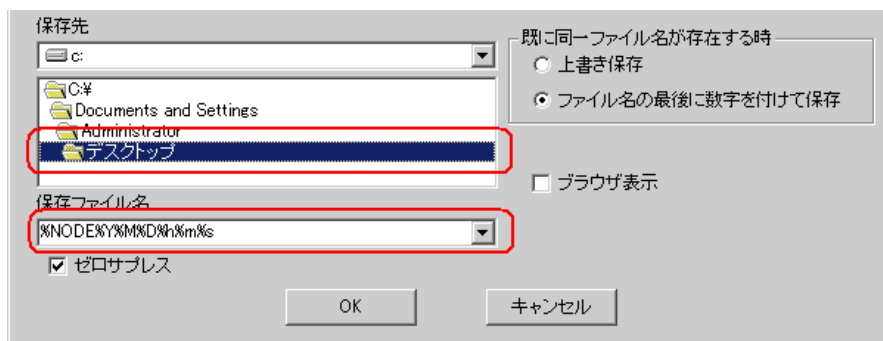 保存先
c:
C:¥
Documents and Settings
Administrator
デスクトップ
保存ファイル名
%NODE%Y%M%D%h%m%s
ゼロサプレス
既に同一ファイル名が存在する時
上書き保存
ファイル名の最後に数字を付けて保存
ブラウザ表示
OK
キャンセル